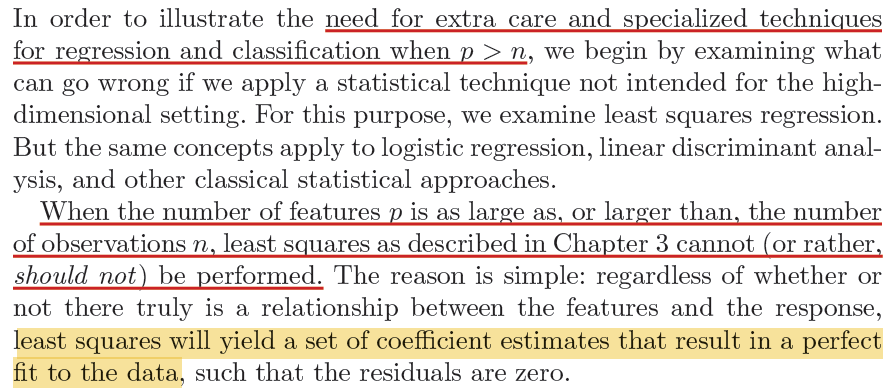 In order to illustrate the need for extra care and specialized techniques
for regression and classification when p > n, we begin by examining what
can go wrong if we apply a statistical technique not intended for the high-
dimensional setting. For this purpose, we examine least squares regression.
But the same concepts apply to logistic regression, linear discriminant anal-
ysis, and other classical statistical approaches.
When the number of features p is as large as, or larger than, the number
of observations n, least squares as described in Chapter 3 cannot (or rather,
should not) be performed. The reason is simple: regardless of whether or
not there truly is a relationship between the features and the response,
least squares will yield a set of coefficient estimates that result in a perfect
fit to the data, such that the residuals are zero.